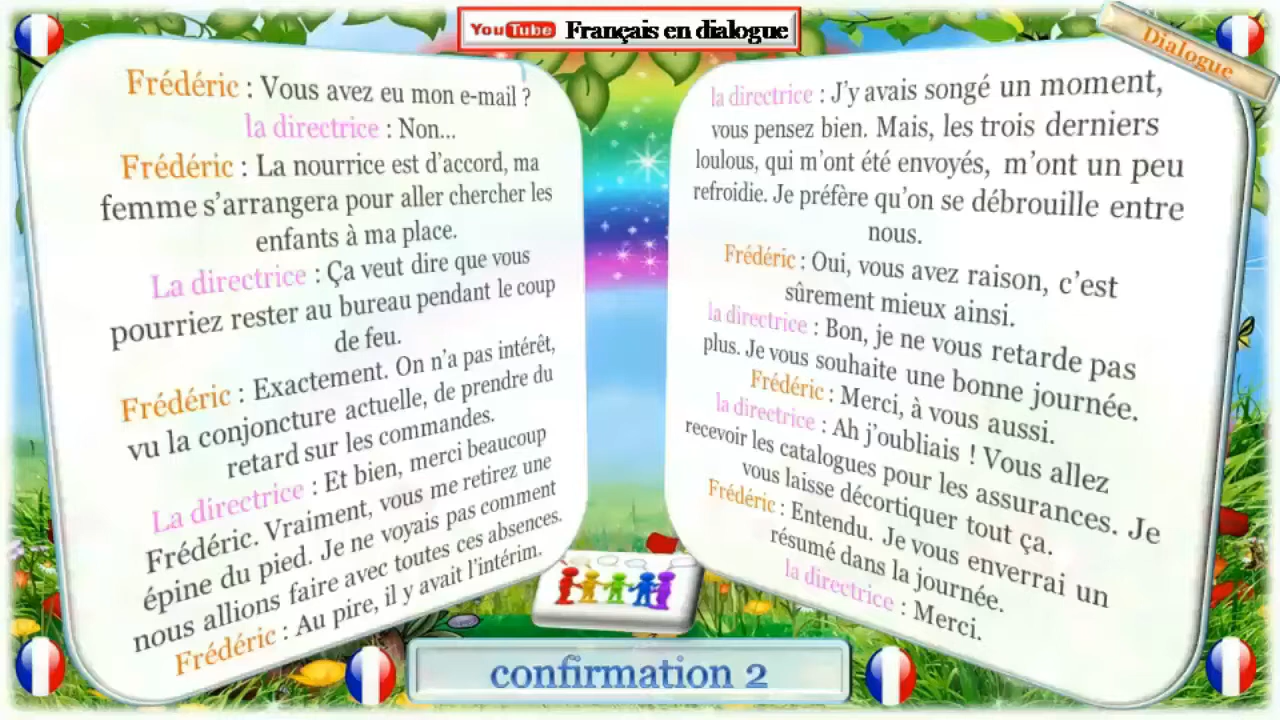 YouTube Français en dialogue
Dialogue
Frédéric : Vous avez eu mon e-mail ?
la directrice : Non...
Frédéric : La nourrice est d'accord, ma
femme s'arrangera pour aller chercher les
enfants à ma place.
La directrice : Ça veut dire que vous
pourriez rester au bureau pendant le coup
de feu.
Frédéric : Exactement. On n'a pas intérêt,
vu la conjoncture actuelle, de prendre du
retard sur les commandes.
La directrice : Et bien, merci beaucoup
Frédéric. Vraiment, vous me retirez une
épine du pied. Je ne voyais pas comment
nous allions faire avec toutes ces absences.
Frédéric : Au pire, il y avait l'intérim.
la directrice : J'y avais songé un moment,
vous pensez bien. Mais, les trois derniers
loulous, qui m'ont été envoyés, m'ont un peu
refroidie. Je préfère qu'on se débrouille entre
nous.
Frédéric : Oui, vous avez raison, c'est
sûrement mieux ainsi.
la directrice : Bon, je ne vous retarde pas
plus. Je vous souhaite une bonne journée.
Frédéric : Merci, à vous aussi.
la directrice : Ah j'oubliais ! Vous allez
recevoir les catalogues pour les assurances. Je
vous laisse décortiquer tout ça.
Frédéric : Entendu. Je vous enverrai un
résumé dans la journée.
la directrice : Merci.
confirmation 2